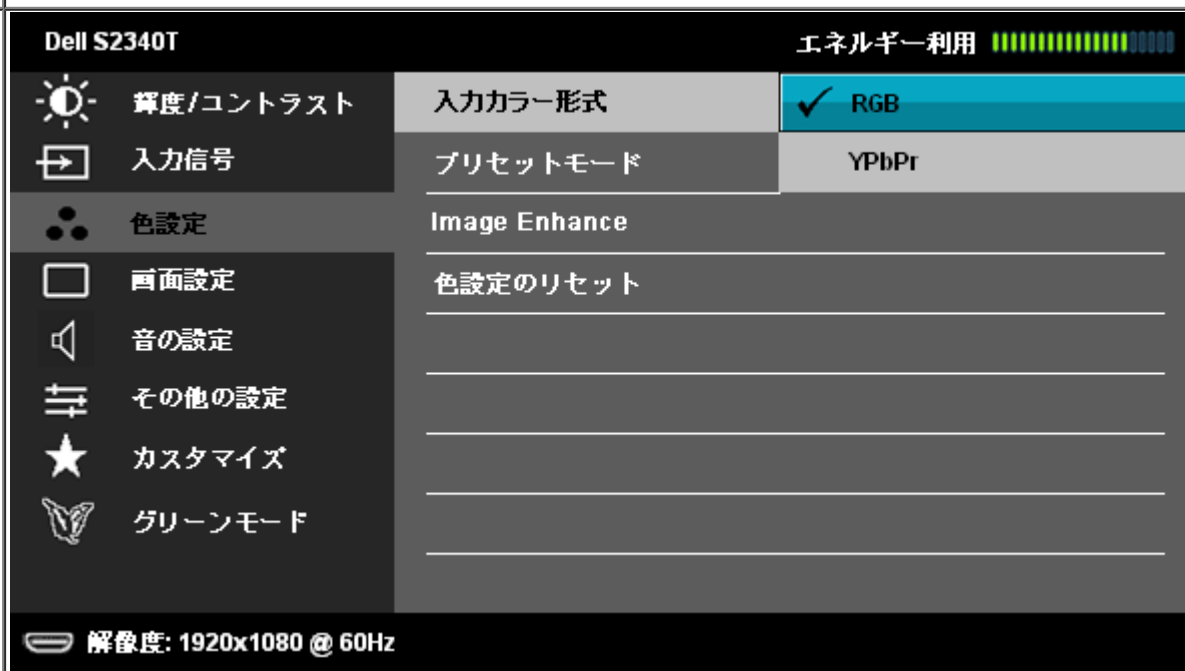 Dell S2340T エネルギー利用
輝度/コントラスト 入力カラー形式 RGB
入力信号 プリセットモード YPbPr
色設定 Image Enhance
画面設定 色設定のリセット
音の設定
その他の設定
カスタマイズ
グリーンモード
解像度: 1920x1080 @ 60Hz